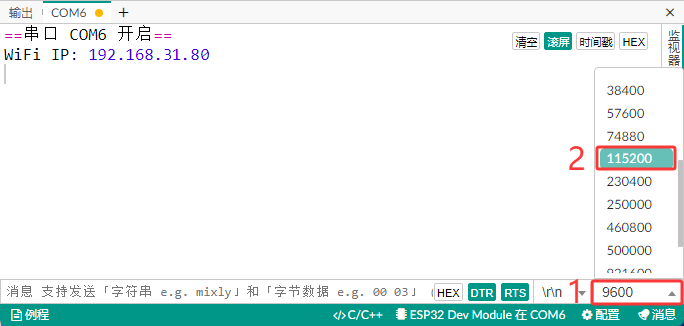 输出 COM6 +
==串口 COM6 开启==
WiFi IP: 192.168.31.80
清空 滚屏 时间戳 HEX
监视器
38400
57600
74880
2 115200
230400
250000
460800
500000
921600
消息 支持发送「字符串 e.g. mixly」和「字节数据 e.g. 00 03」 HEX DTR RTS \r\n 1 9600
例程 C/C++ ESP32 Dev Module 在 COM6 配置 消息